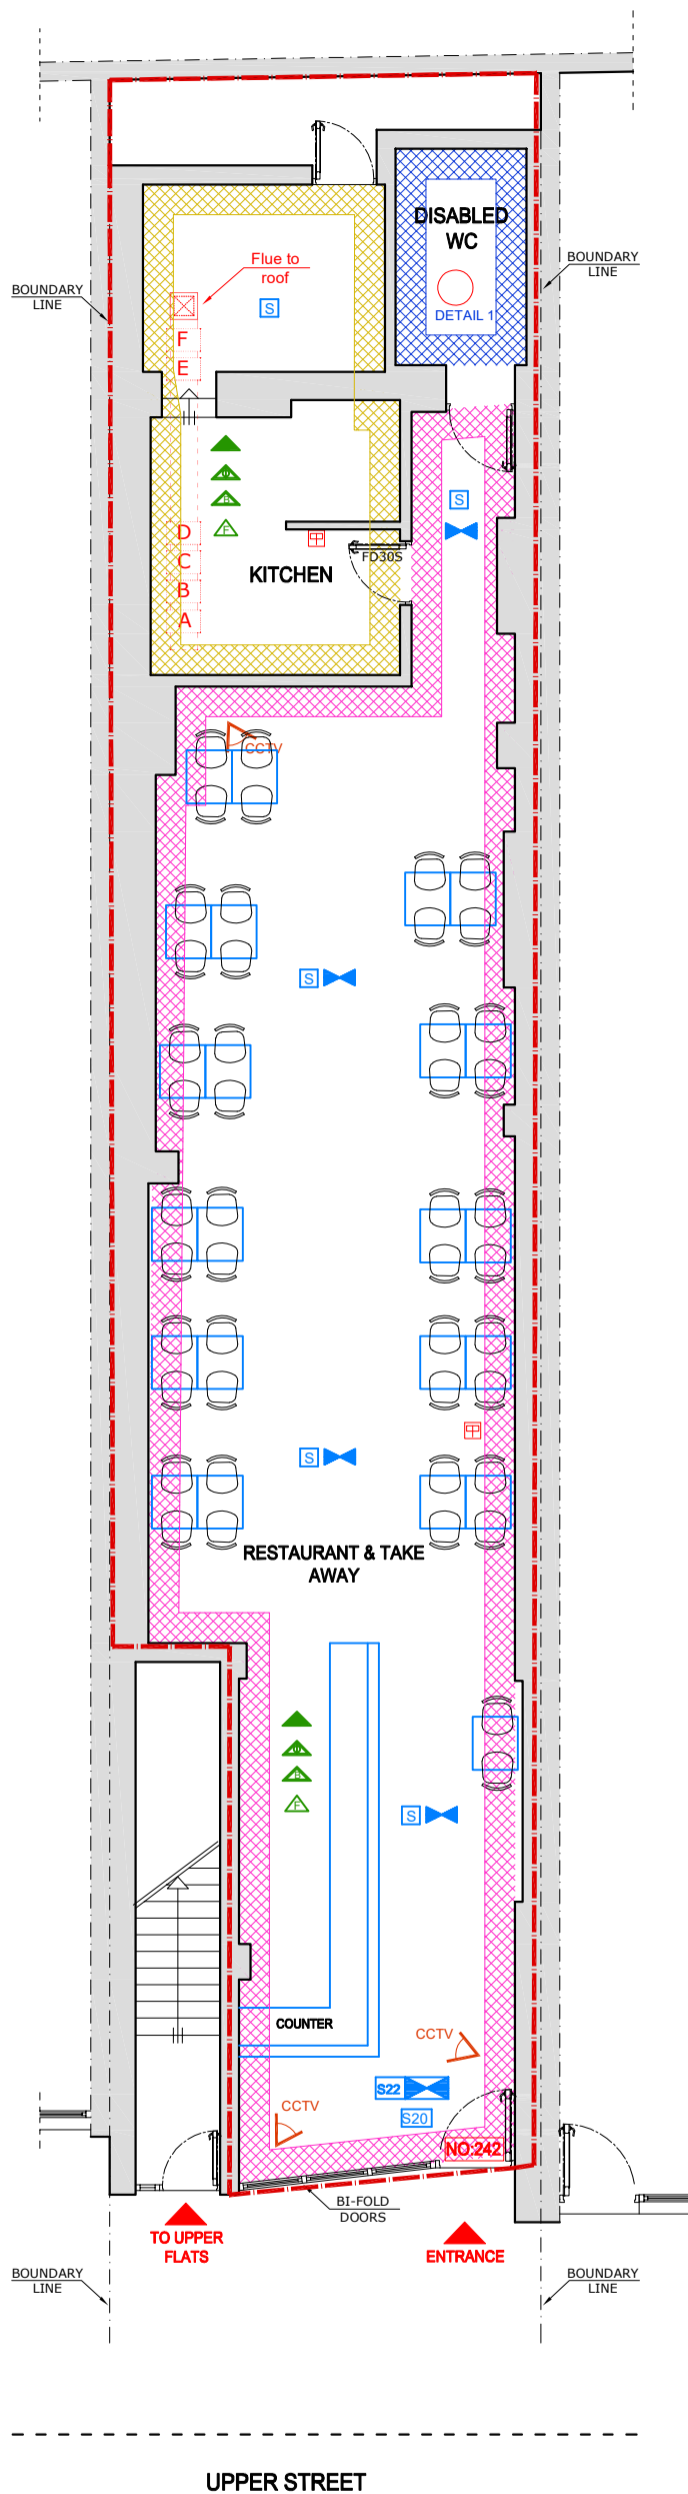 DISABLED
WC
DETAIL 1
BOUNDARY
LINE
Flue to
roof
BOUNDARY
LINE
S
F
E
S
F
D
C
B
A
FD30S
KITCHEN
CCTV
S
S
RESTAURANT & TAKE
AWAY
F
S
COUNTER
CCTV
S22
S20
CCTV
NO:242
BI-FOLD
DOORS
TO UPPER
FLATS
ENTRANCE
BOUNDARY
LINE
BOUNDARY
LINE
UPPER STREET